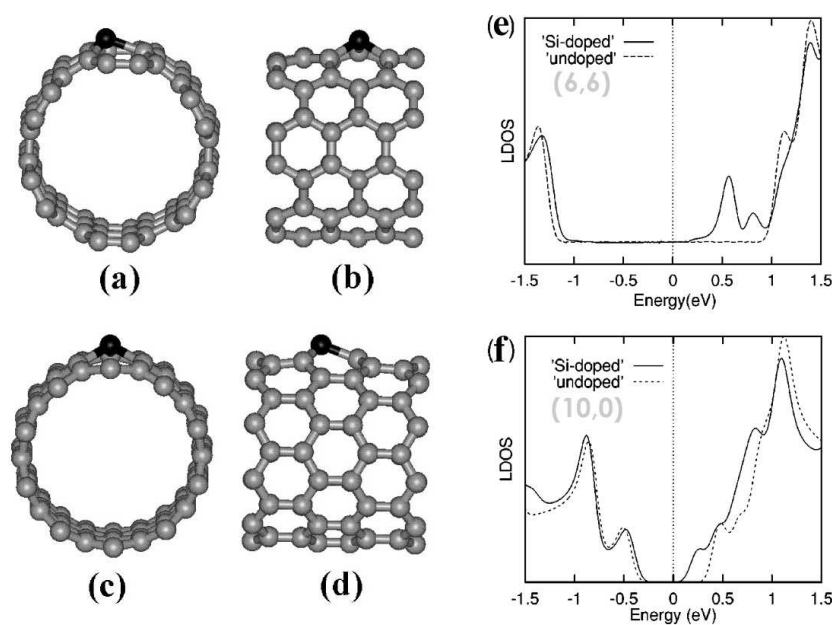 (a)
(b)
(c)
(d)
(e)
'Si-doped'
'undoped'
(6,6)
LDOS
-1.5 -1 -0.5 0 0.5 1 1.5
Energy(eV)
(f)
'Si-doped'
'undoped'
(10,0)
LDOS
-1.5 -1 -0.5 0 0.5 1 1.5
Energy (eV)